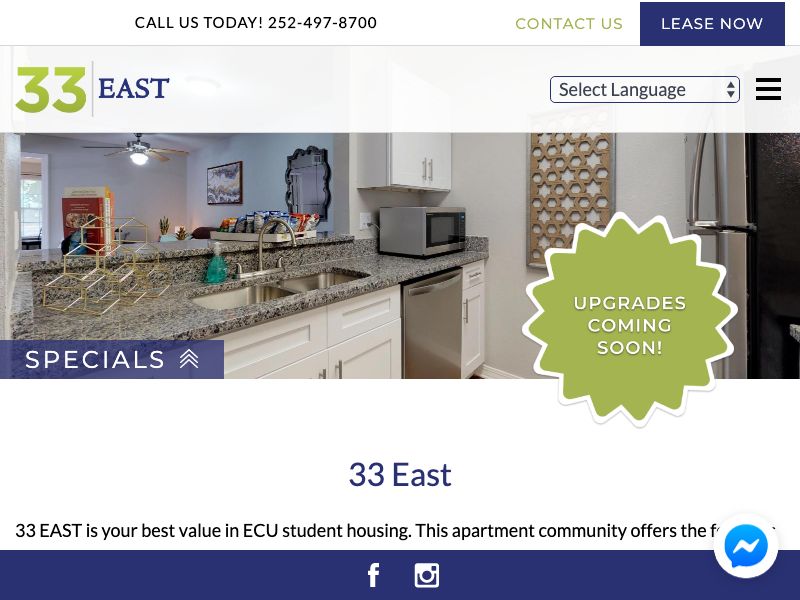 CALL US TODAY! 252-497-8700
CONTACT US
LEASE NOW
33 EAST
Select Language
UPGRADES
COMING
SOON!
SPECIALS
33 East
33 EAST is your best value in ECU student housing. This apartment community offers the